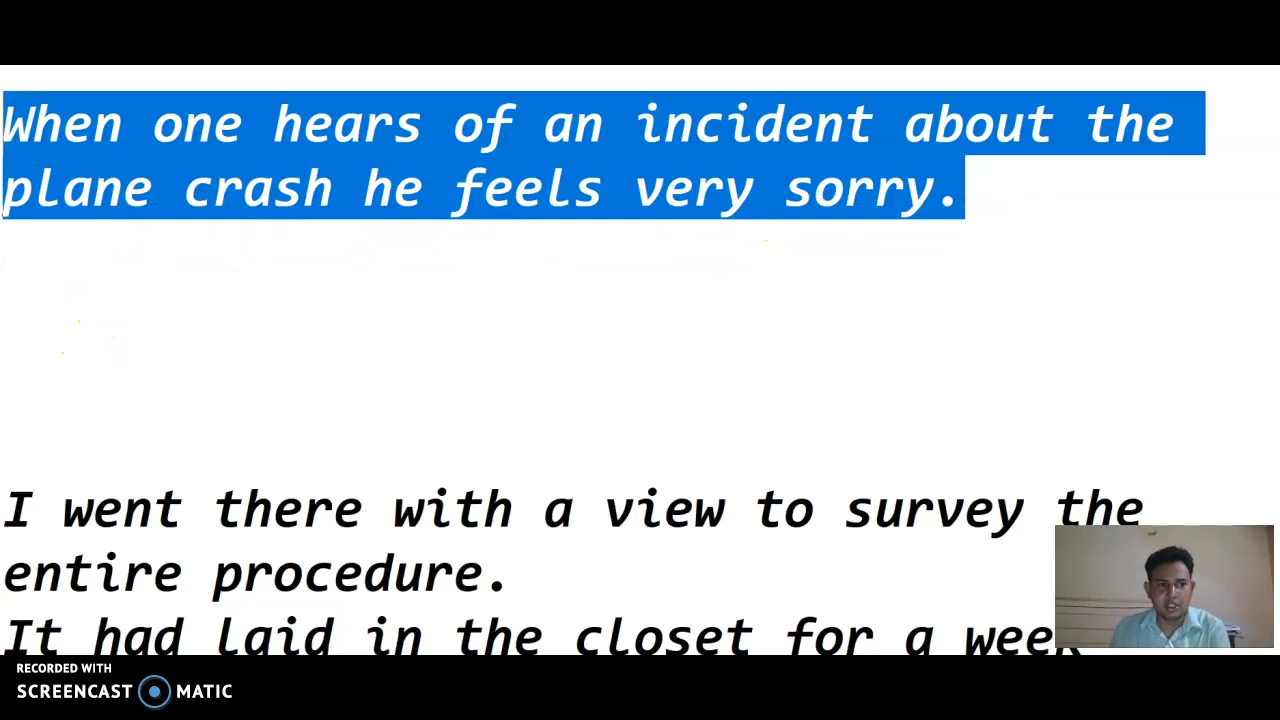 When one hears of an incident about the
plane crash he feels very sorry.
I went there with a view to survey the
entire procedure.
It had laid in the closet for a week
RECORDED WITH
SCREENCAST MATIC